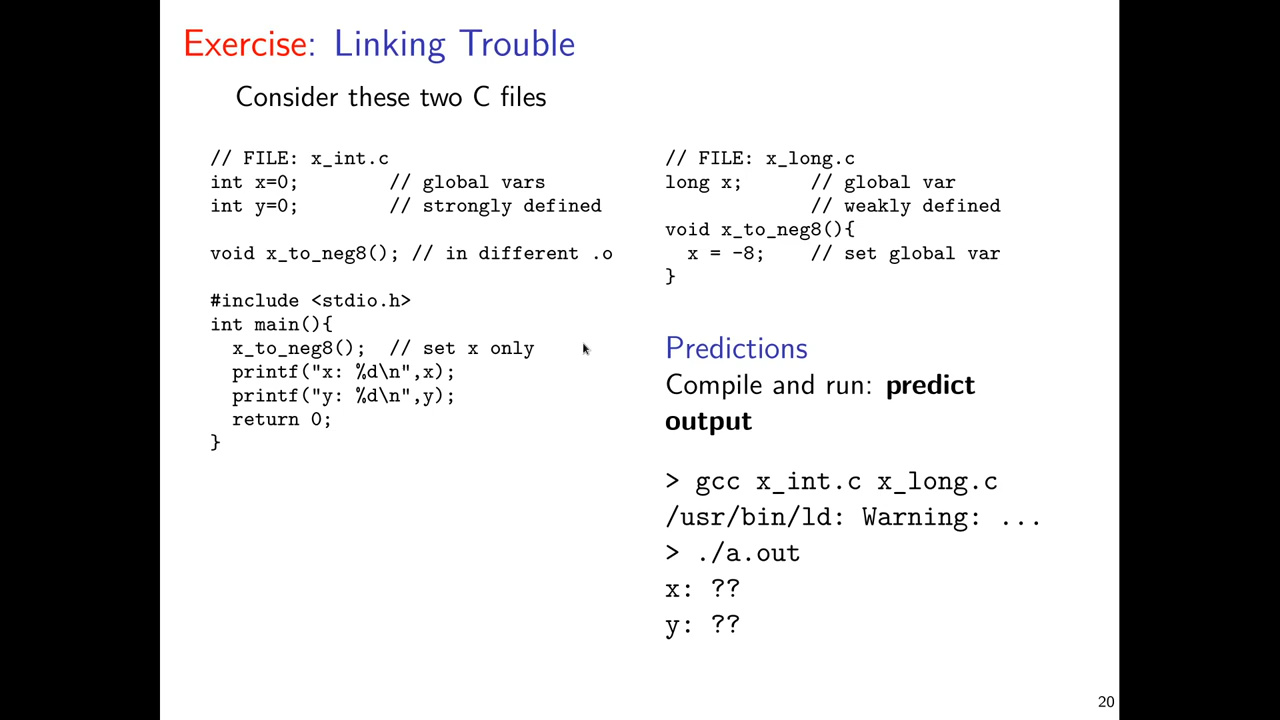 Exercise: Linking Trouble
Consider these two C files
// FILE: x_int.c
int x=0;        // global vars
int y=0;        // strongly defined
void x_to_neg8(); // in different .o
#include <stdio.h>
int main(){
  x_to_neg8();  // set x only
  printf("x: %d\n",x);
  printf("y: %d\n",y);
  return 0;
}
// FILE: x_long.c
long x;      // global var
             // weakly defined
void x_to_neg8(){
  x = -8;    // set global var
}
Predictions
Compile and run: predict
output
> gcc x_int.c x_long.c
/usr/bin/ld: Warning: ...
> ./a.out
x: ??
y: ??
20